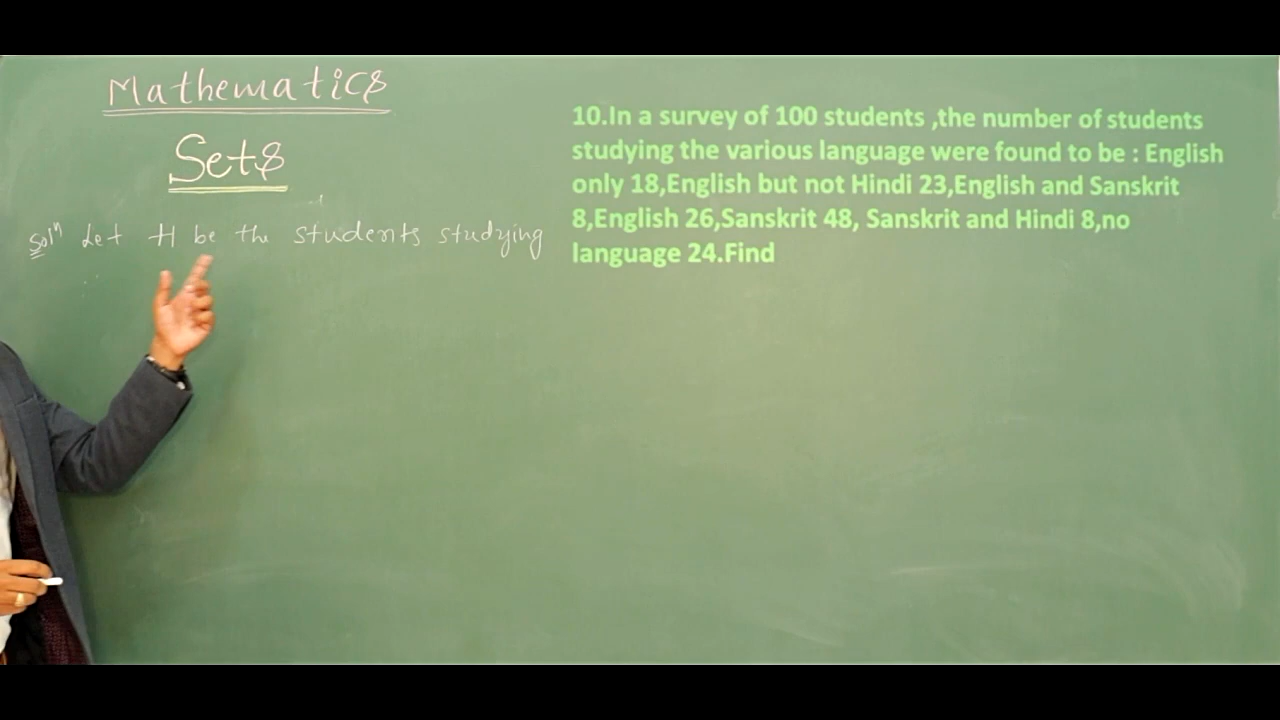 Mathematics
Sets
Solⁿ Let H be the students studying
10.In a survey of 100 students ,the number of students
studying the various language were found to be : English
only 18,English but not Hindi 23,English and Sanskrit
8,English 26,Sanskrit 48, Sanskrit and Hindi 8,no
language 24.Find